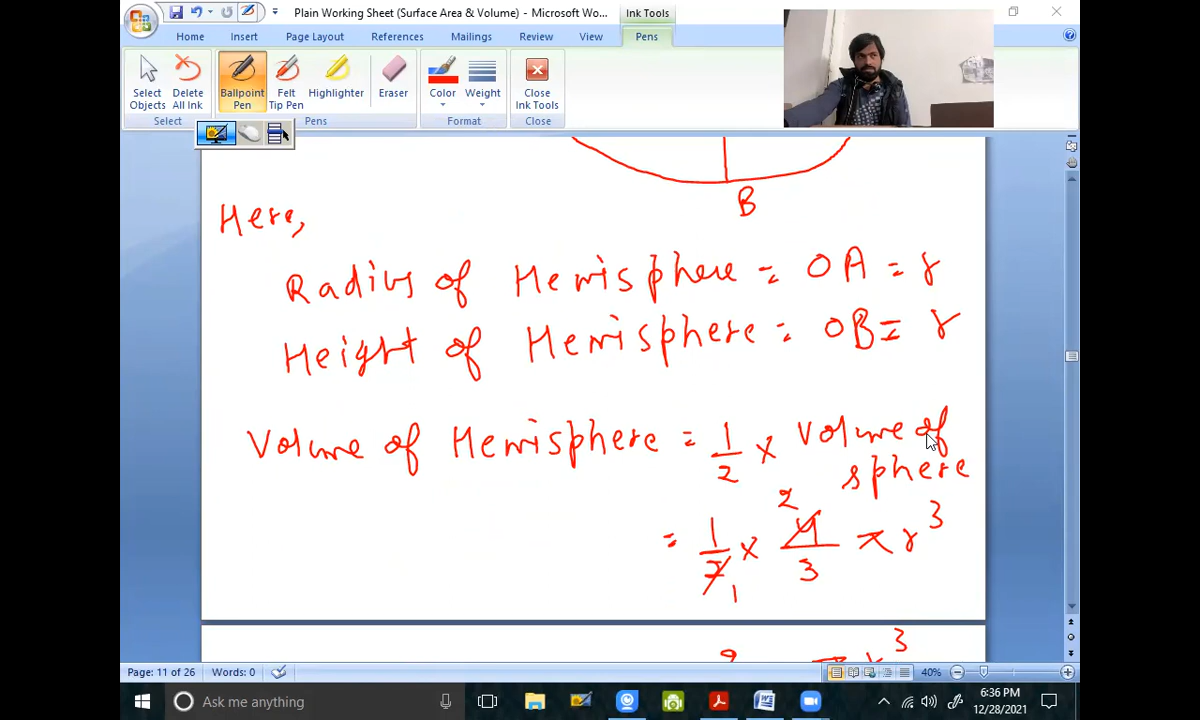 Plain Working Sheet (Surface Area & Volume) - Microsoft Wo...
Ink Tools
Home Insert Page Layout References Mailings Review View Pens
Select Objects
Delete All Ink
Ballpoint Pen
Felt Tip Pen
Highlighter
Eraser
Color
Weight
Close Ink Tools
Select Pens Format Close
B
Here,
Radius of Hemisphere = OA = r
Height of Hemisphere = OB = r
Volume of Hemisphere = 1/2 × Volume of
sphere
2
= 1/2 × 4/3 π r³
1
Page: 11 of 26 Words: 0 40%
Ask me anything
6:36 PM
12/28/2021